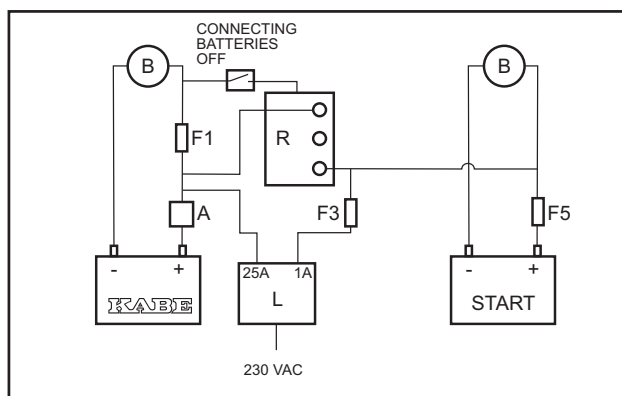 CONNECTING
BATTERIES
OFF
B
B
F1
R
A
F3
F5
- +
25A 1A
- +
KABE
L
START
230 VAC